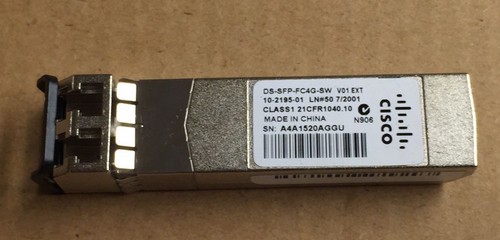 DS-SFP-FC4G-SW V01 EXT
10-2195-01 LN#50 7/2001
CLASS1 21CFR1040.10
MADE IN CHINA
N906
SN: A4A1520AGGU
CISCO